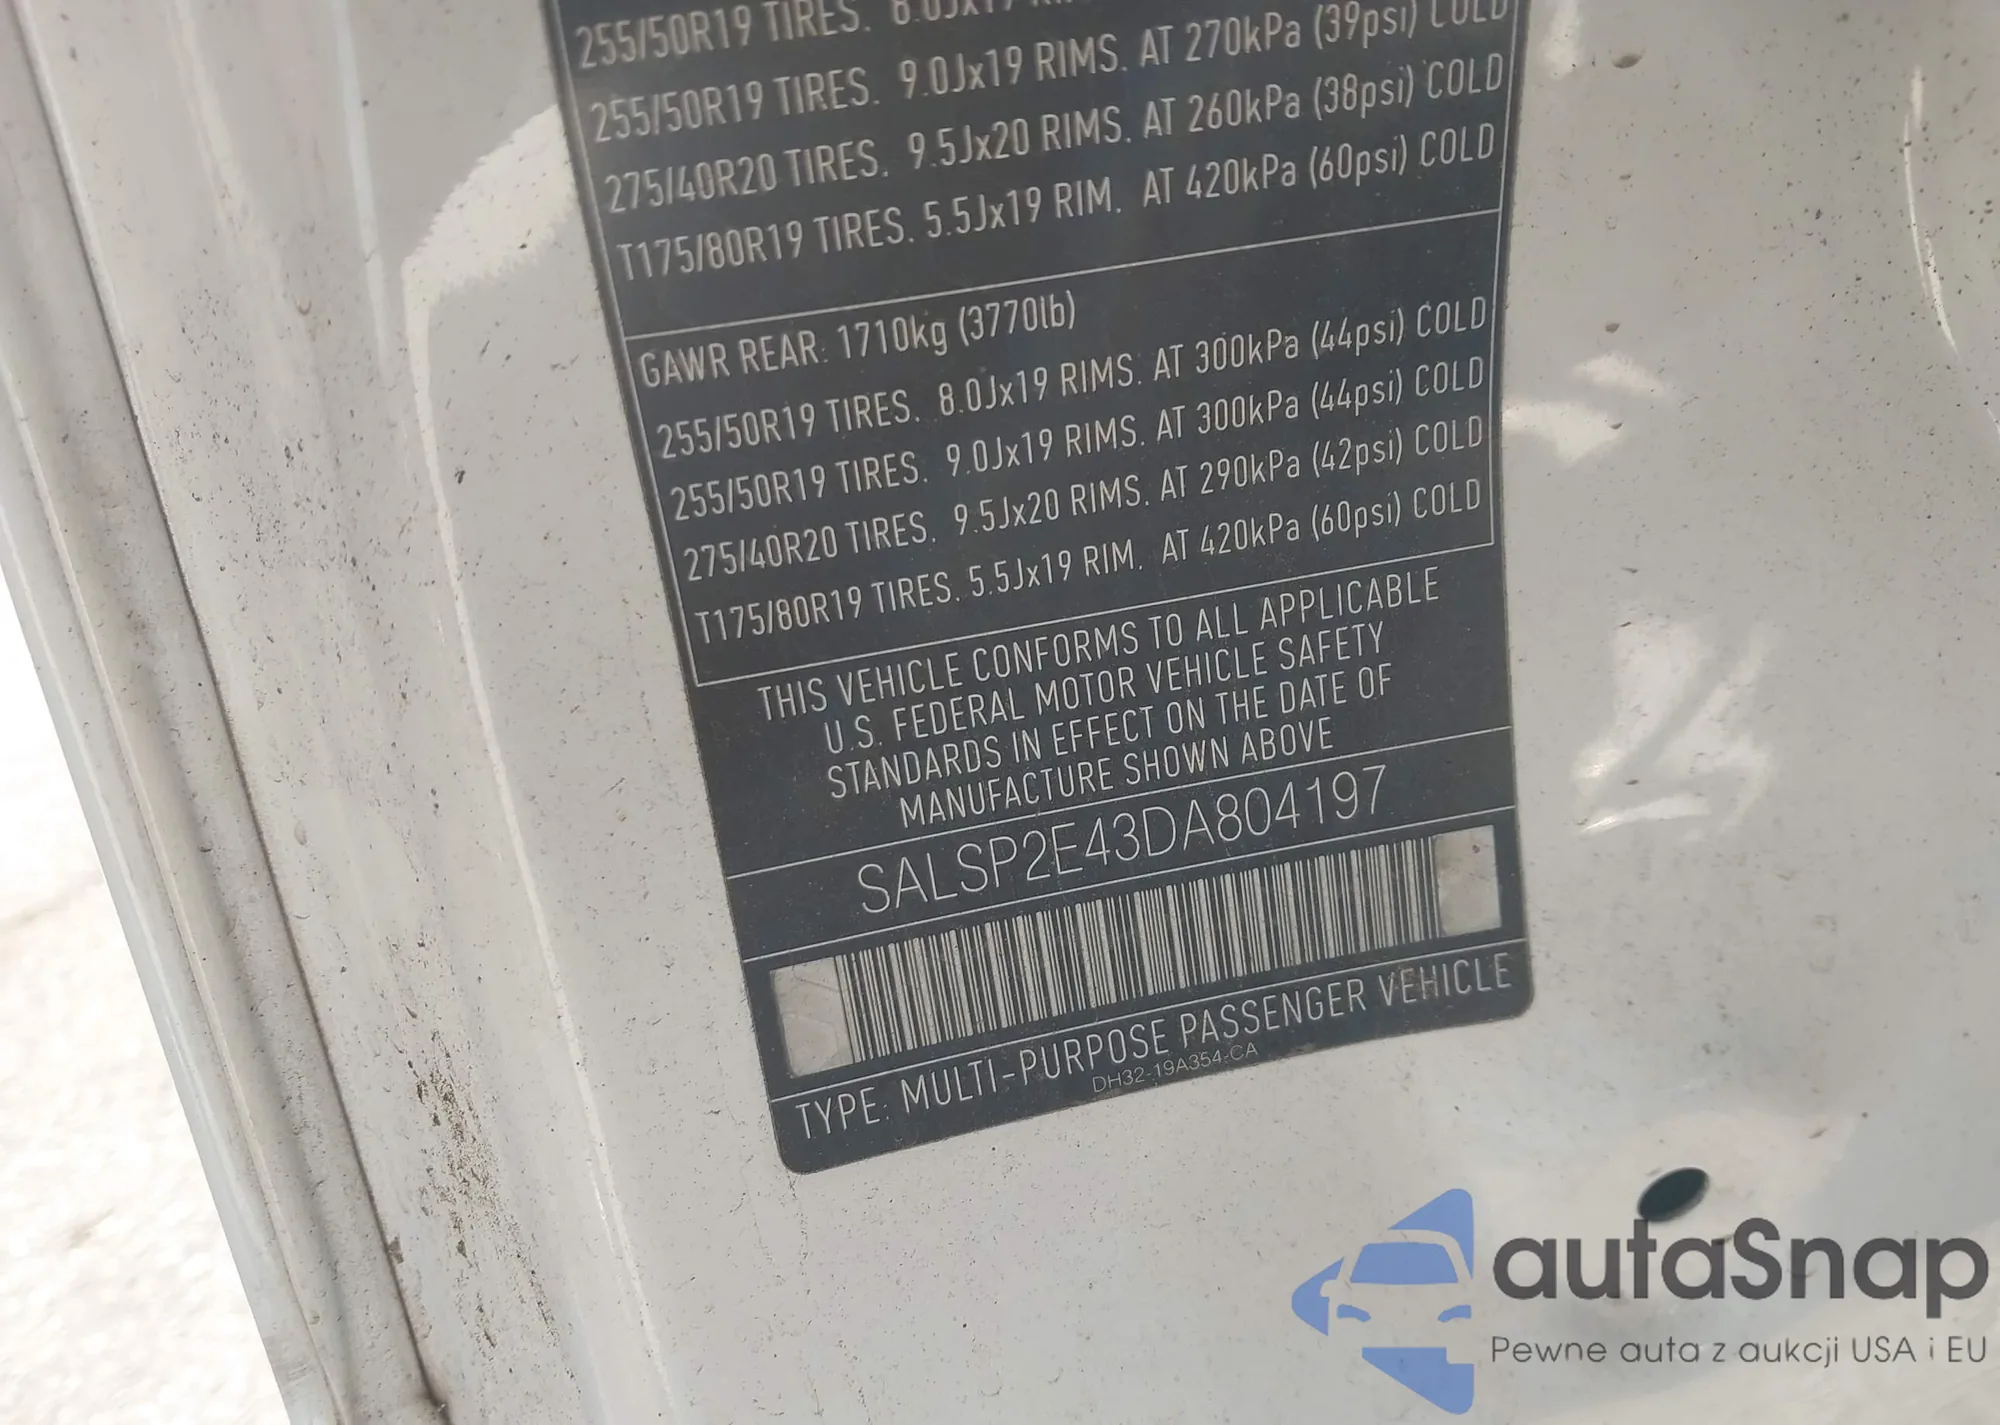 255/50R19 TIRES. 8.0Jx19
255/50R19 TIRES. 9.0Jx19 RIMS. AT 270kPa (39psi) COLD
275/40R20 TIRES. 9.5Jx20 RIMS. AT 260kPa (38psi) COLD
T175/80R19 TIRES. 5.5Jx19 RIM. AT 420kPa (60psi) COLD
GAWR REAR: 1710kg (3770lb)
255/50R19 TIRES. 8.0Jx19 RIMS. AT 300kPa (44psi) COLD
255/50R19 TIRES. 9.0Jx19 RIMS. AT 300kPa (44psi) COLD
275/40R20 TIRES. 9.5Jx20 RIMS. AT 290kPa (42psi) COLD
T175/80R19 TIRES. 5.5Jx19 RIM. AT 420kPa (60psi) COLD
THIS VEHICLE CONFORMS TO ALL APPLICABLE
U.S. FEDERAL MOTOR VEHICLE SAFETY
STANDARDS IN EFFECT ON THE DATE OF
MANUFACTURE SHOWN ABOVE
SALSP2E43DA804197
TYPE: MULTI-PURPOSE PASSENGER VEHICLE
DH32-19A354-CA
autaSnap
Pewne auta z aukcji USA i EU